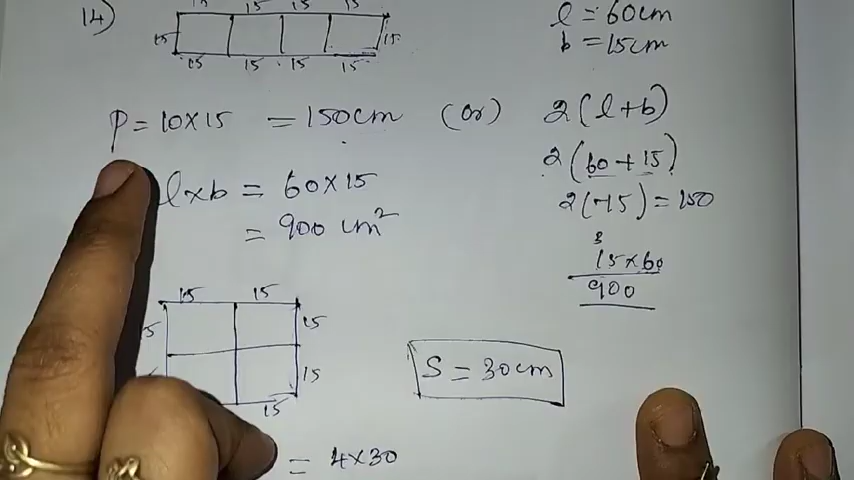 14)
15 15 15 15
15 15
15 15 15 15
l = 60cm
b = 15cm
P = 10×15 = 150cm (or) 2(l+b)
2(60+15)
l×b = 60×15
2(75) = 150
= 900 cm²
3
15×60
900
15 15
5 15
15
15
S = 30cm
= 4×30